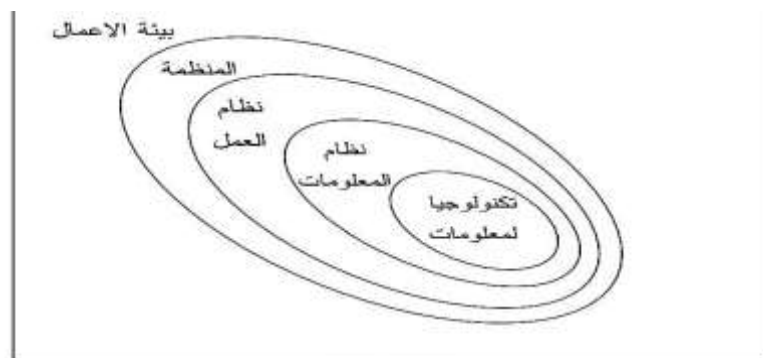 بيئة الاعمال
المنظمة
نظام
العمل
نظام
المعلومات
تكنولوجيا
لمعلومات